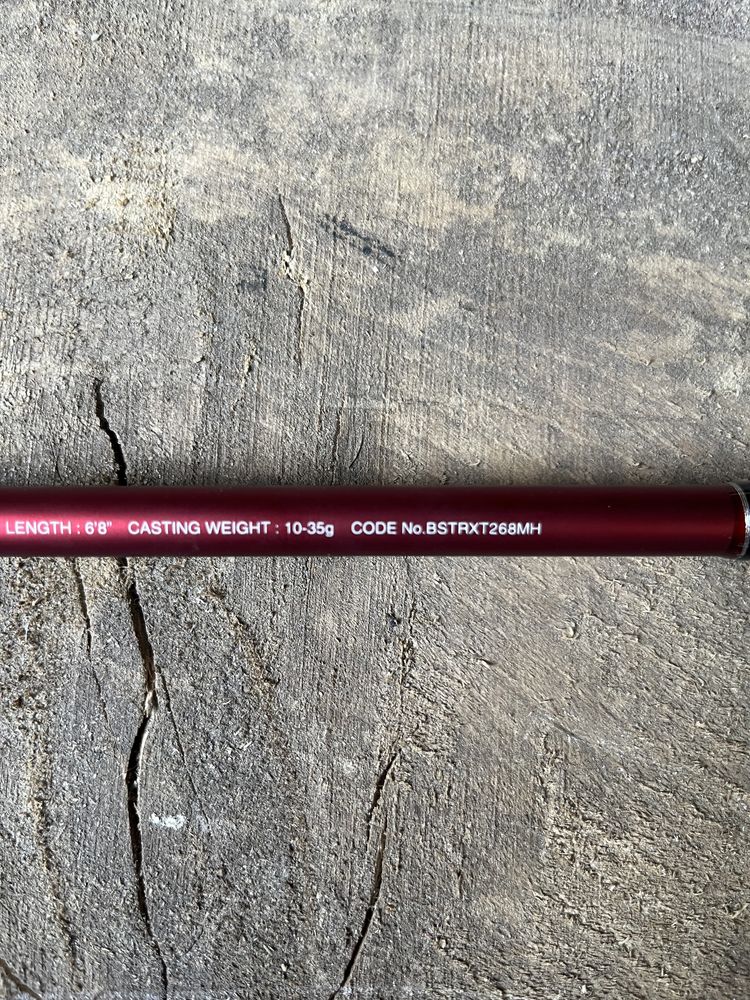 LENGTH : 6'8" CASTING WEIGHT : 10-35g CODE No.BSTRXT268MH